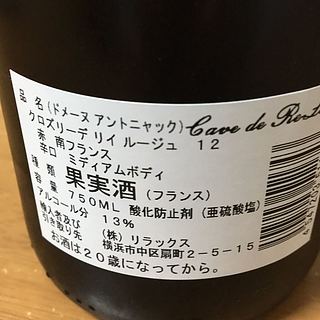 品 名 (ドメーヌ アントニャック)
Cave de
クロズリーデ リイ ルージュ 12
赤 南フランス
辛口 ミディアムボディ
種 類 果実酒 (フランス)
容 量 750ML 酸化防止剤 (亜硫酸塩)
アルコール分 13%
輸入者及び
引き取り先 (株) リラックス
横浜市中区扇町2-5-15
お酒は20歳になってから。